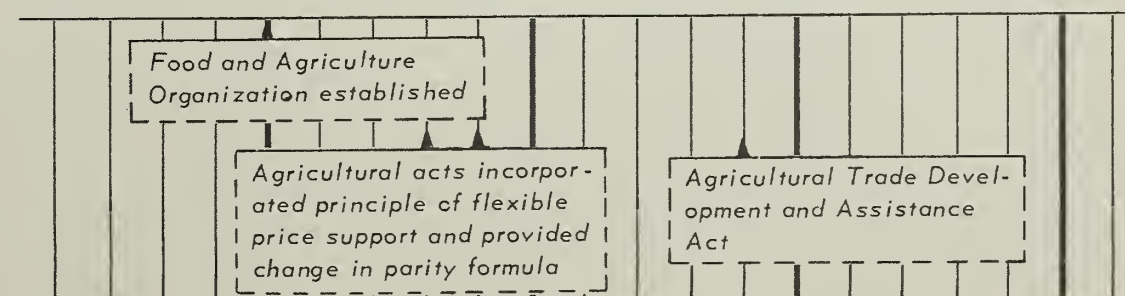 Food and Agriculture
Organization established
Agricultural acts incorpor-
ated principle of flexible
price support and provided
change in parity formula
Agricultural Trade Devel-
opment and Assistance
Act